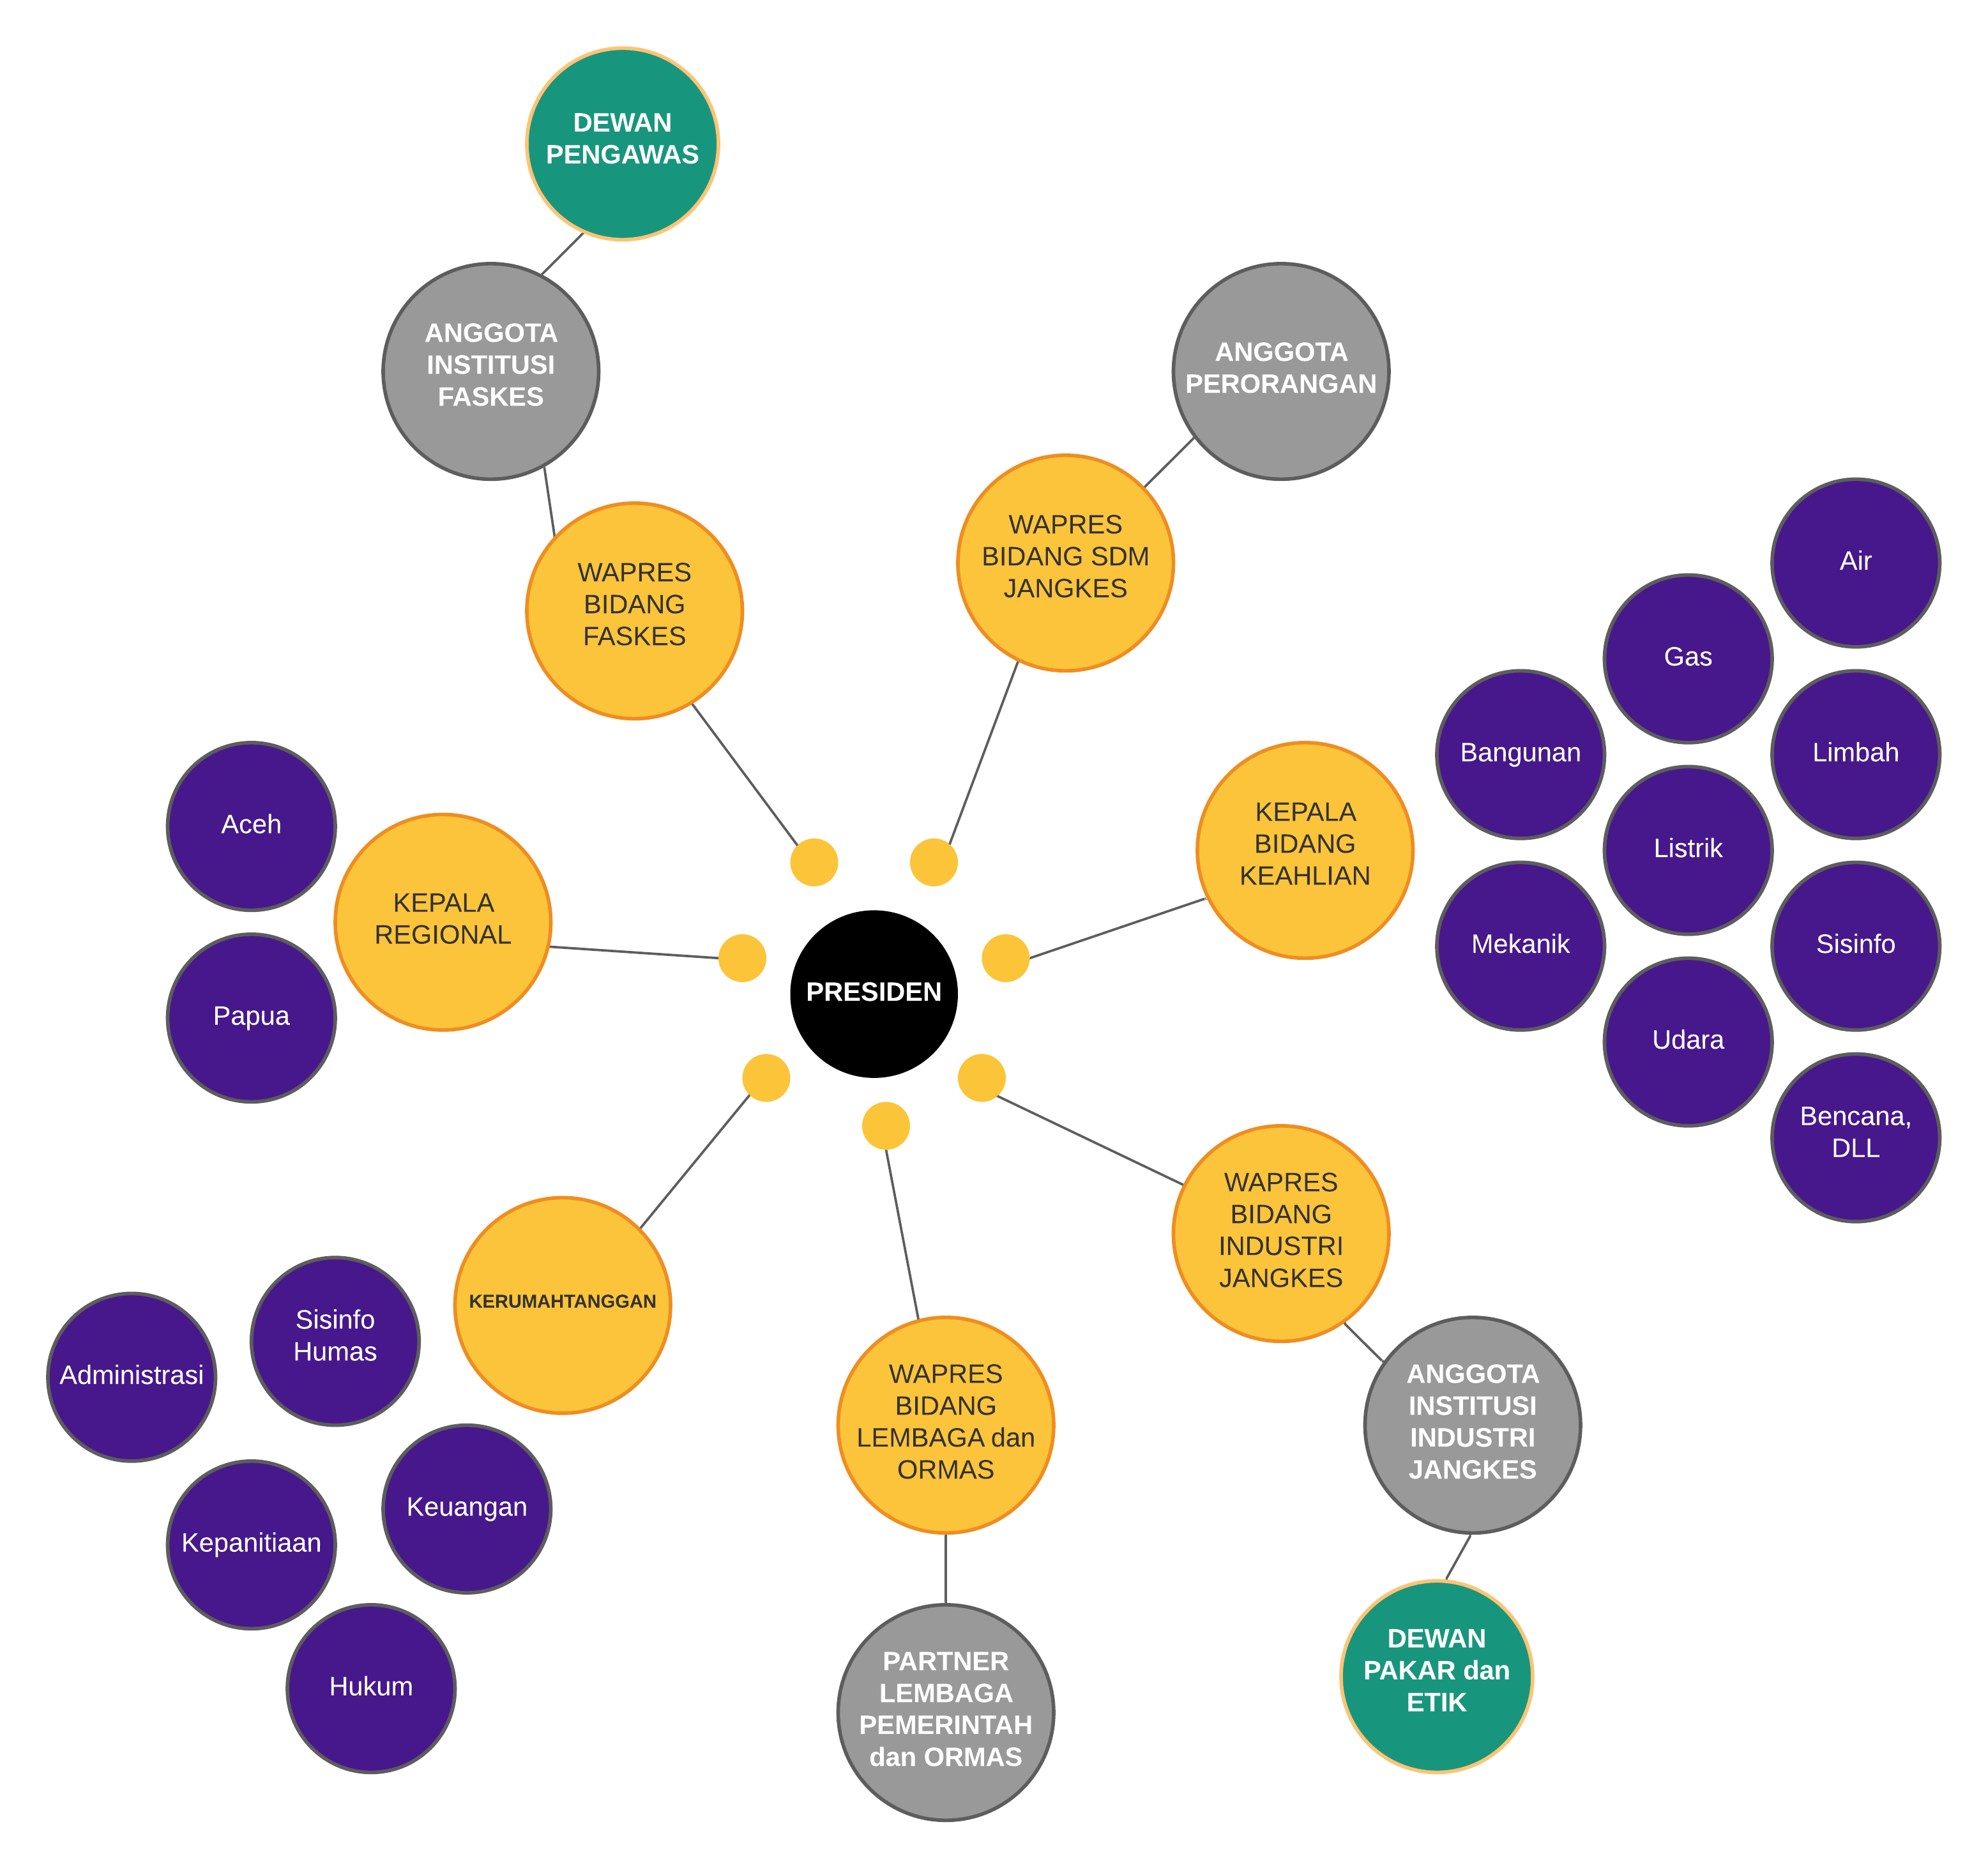 DEWAN
PENGAWAS
ANGGOTA
INSTITUSI
FASKES
ANGGOTA
PERORANGAN
WAPRES
BIDANG
FASKES
WAPRES
BIDANG SDM
JANGKES
Air
Gas
Bangunan
Limbah
KEPALA
BIDANG
KEAHLIAN
Listrik
Mekanik
Sisinfo
Udara
Bencana,
DLL
Aceh
KEPALA
REGIONAL
Papua
PRESIDEN
WAPRES
BIDANG
INDUSTRI
JANGKES
KERUMAHTANGGAN
Sisinfo
Humas
Administrasi
Keuangan
Kepanitiaan
Hukum
WAPRES
BIDANG
LEMBAGA dan
ORMAS
ANGGOTA
INSTITUSI
INDUSTRI
JANGKES
PARTNER
LEMBAGA
PEMERINTAH
dan ORMAS
DEWAN
PAKAR dan
ETIK